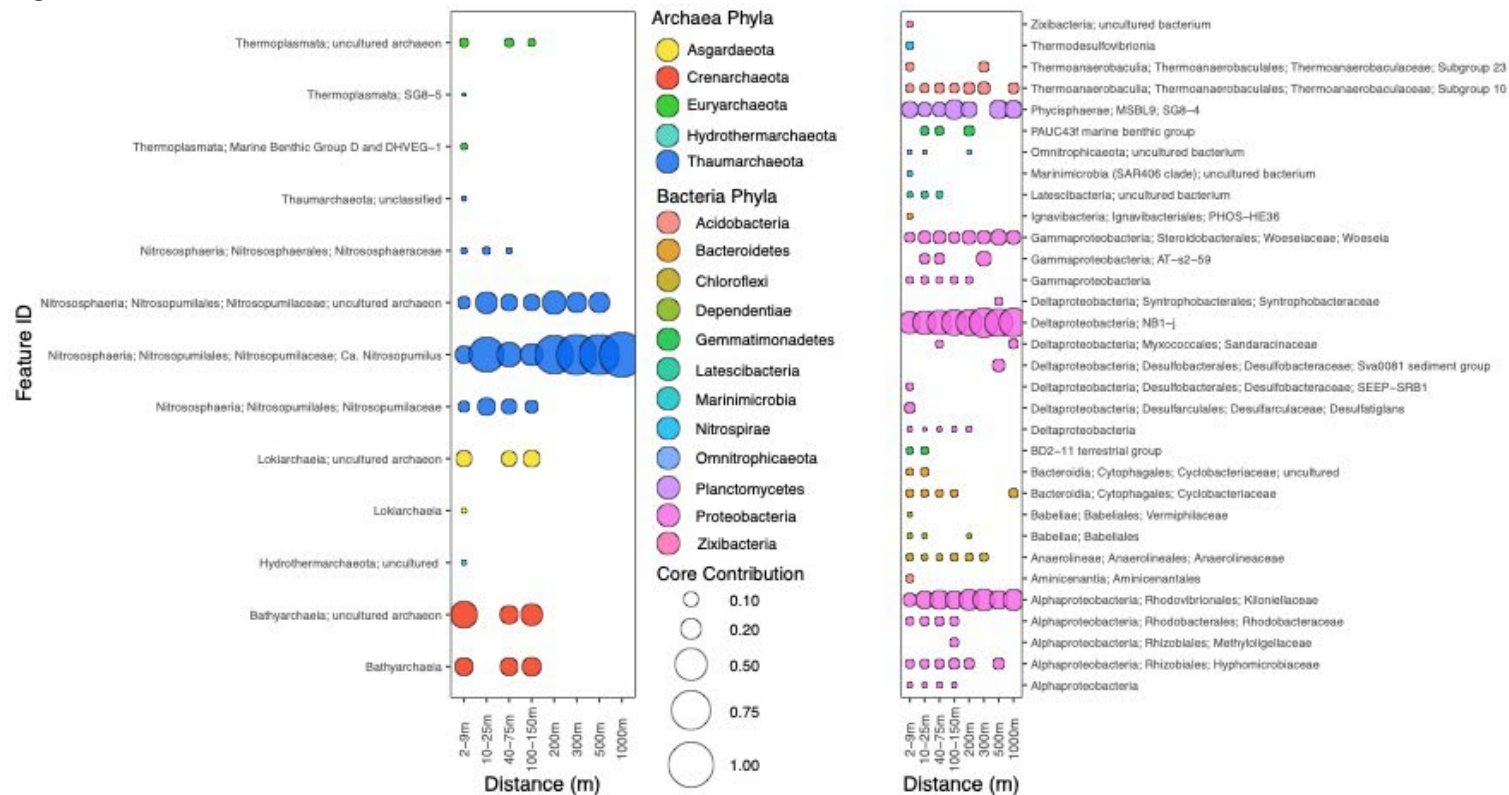 Feature ID
Thermoplasmata; uncultured archaeon
Thermoplasmata; SG8-5
Thermoplasmata; Marine Benthic Group D and DHVEG-1
Thaumarchaeota; unclassified
Nitrososphaeria; Nitrososphaerales; Nitrososphaeraceae
Nitrososphaeria; Nitrosopumilales; Nitrosopumilaceae; uncultured archaeon
Nitrososphaeria; Nitrosopumilales; Nitrosopumilaceae; Ca. Nitrosopumilus
Nitrososphaeria; Nitrosopumilales; Nitrosopumilaceae
Lokiarchaeia; uncultured archaeon
Lokiarchaeia
Hydrothermarchaeota; uncultured
Bathyarchaeia; uncultured archaeon
Bathyarchaeia
2-9m
10-25m
40-75m
100-150m
200m
300m
500m
1000m
Distance (m)
Archaea Phyla
Asgardaeota
Crenarchaeota
Euryarchaeota
Hydrothermarchaeota
Thaumarchaeota
Bacteria Phyla
Acidobacteria
Bacteroidetes
Chloroflexi
Dependentiae
Gemmatimonadetes
Latescibacteria
Marinimicrobia
Nitrospirae
Omnitrophicaeota
Planctomycetes
Proteobacteria
Zixibacteria
Core Contribution
0.10
0.20
0.50
0.75
1.00
Zixibacteria; uncultured bacterium
Thermodesulfovibrionia
Thermoanaerobaculia; Thermoanaerobaculales; Thermoanaerobaculaceae; Subgroup 23
Thermoanaerobaculia; Thermoanaerobaculales; Thermoanaerobaculaceae; Subgroup 10
Phycisphaerae; MSBL9; SG8-4
PAUC43f marine benthic group
Omnitrophicaeota; uncultured bacterium
Marinimicrobia (SAR406 clade); uncultured bacterium
Latescibacteria; uncultured bacterium
Ignavibacteria; Ignavibacteriales; PHOS-HE36
Gammaproteobacteria; Steroidobacterales; Woeseiaceae; Woeseia
Gammaproteobacteria; AT-s2-59
Gammaproteobacteria
Deltaproteobacteria; Syntrophobacterales; Syntrophobacteraceae
Deltaproteobacteria; NB1-j
Deltaproteobacteria; Myxococcales; Sandaracinaceae
Deltaproteobacteria; Desulfobacterales; Desulfobacteraceae; Sva0081 sediment group
Deltaproteobacteria; Desulfobacterales; Desulfobacteraceae; SEEP-SRB1
Deltaproteobacteria; Desulfarculales; Desulfarculaceae; Desulfatiglans
Deltaproteobacteria
BD2-11 terrestrial group
Bacteroidia; Cytophagales; Cyclobacteriaceae; uncultured
Bacteroidia; Cytophagales; Cyclobacteriaceae
Babeliae; Babeliales; Vermiphilaceae
Babeliae; Babeliales
Anaerolineae; Anaerolineales; Anaerolineaceae
Aminicenantia; Aminicenantales
Alphaproteobacteria; Rhodovibrionales; Kiloniellaceae
Alphaproteobacteria; Rhodobacterales; Rhodobacteraceae
Alphaproteobacteria; Rhizobiales; Methyloligellaceae
Alphaproteobacteria; Rhizobiales; Hyphomicrobiaceae
Alphaproteobacteria
2-9m
10-25m
40-75m
100-150m
200m
300m
500m
1000m
Distance (m)